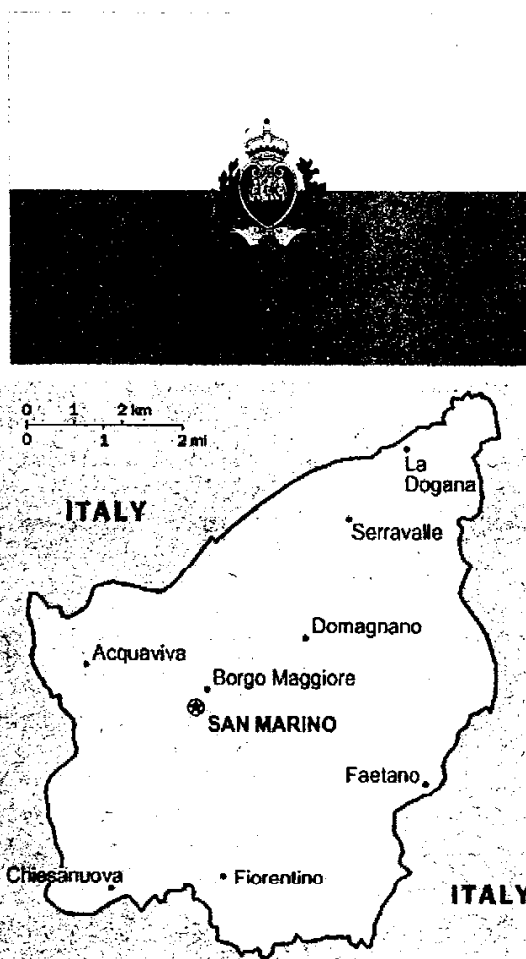 0 1 2 km
0 1 2 mi
La
Dogana
ITALY
Serravalle
Domagnano
Acquaviva
Borgo Maggiore
SAN MARINO
Faetano
Chiesanuova
Fiorentino
ITALY